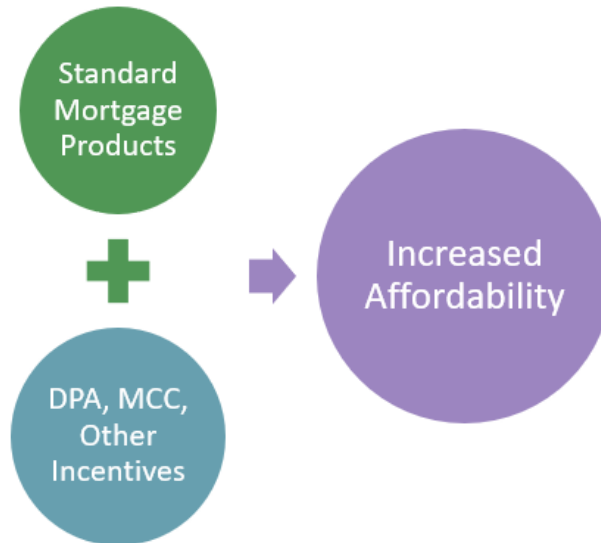 Standard
Mortgage
Products
Increased
Affordability
DPA, MCC,
Other
Incentives